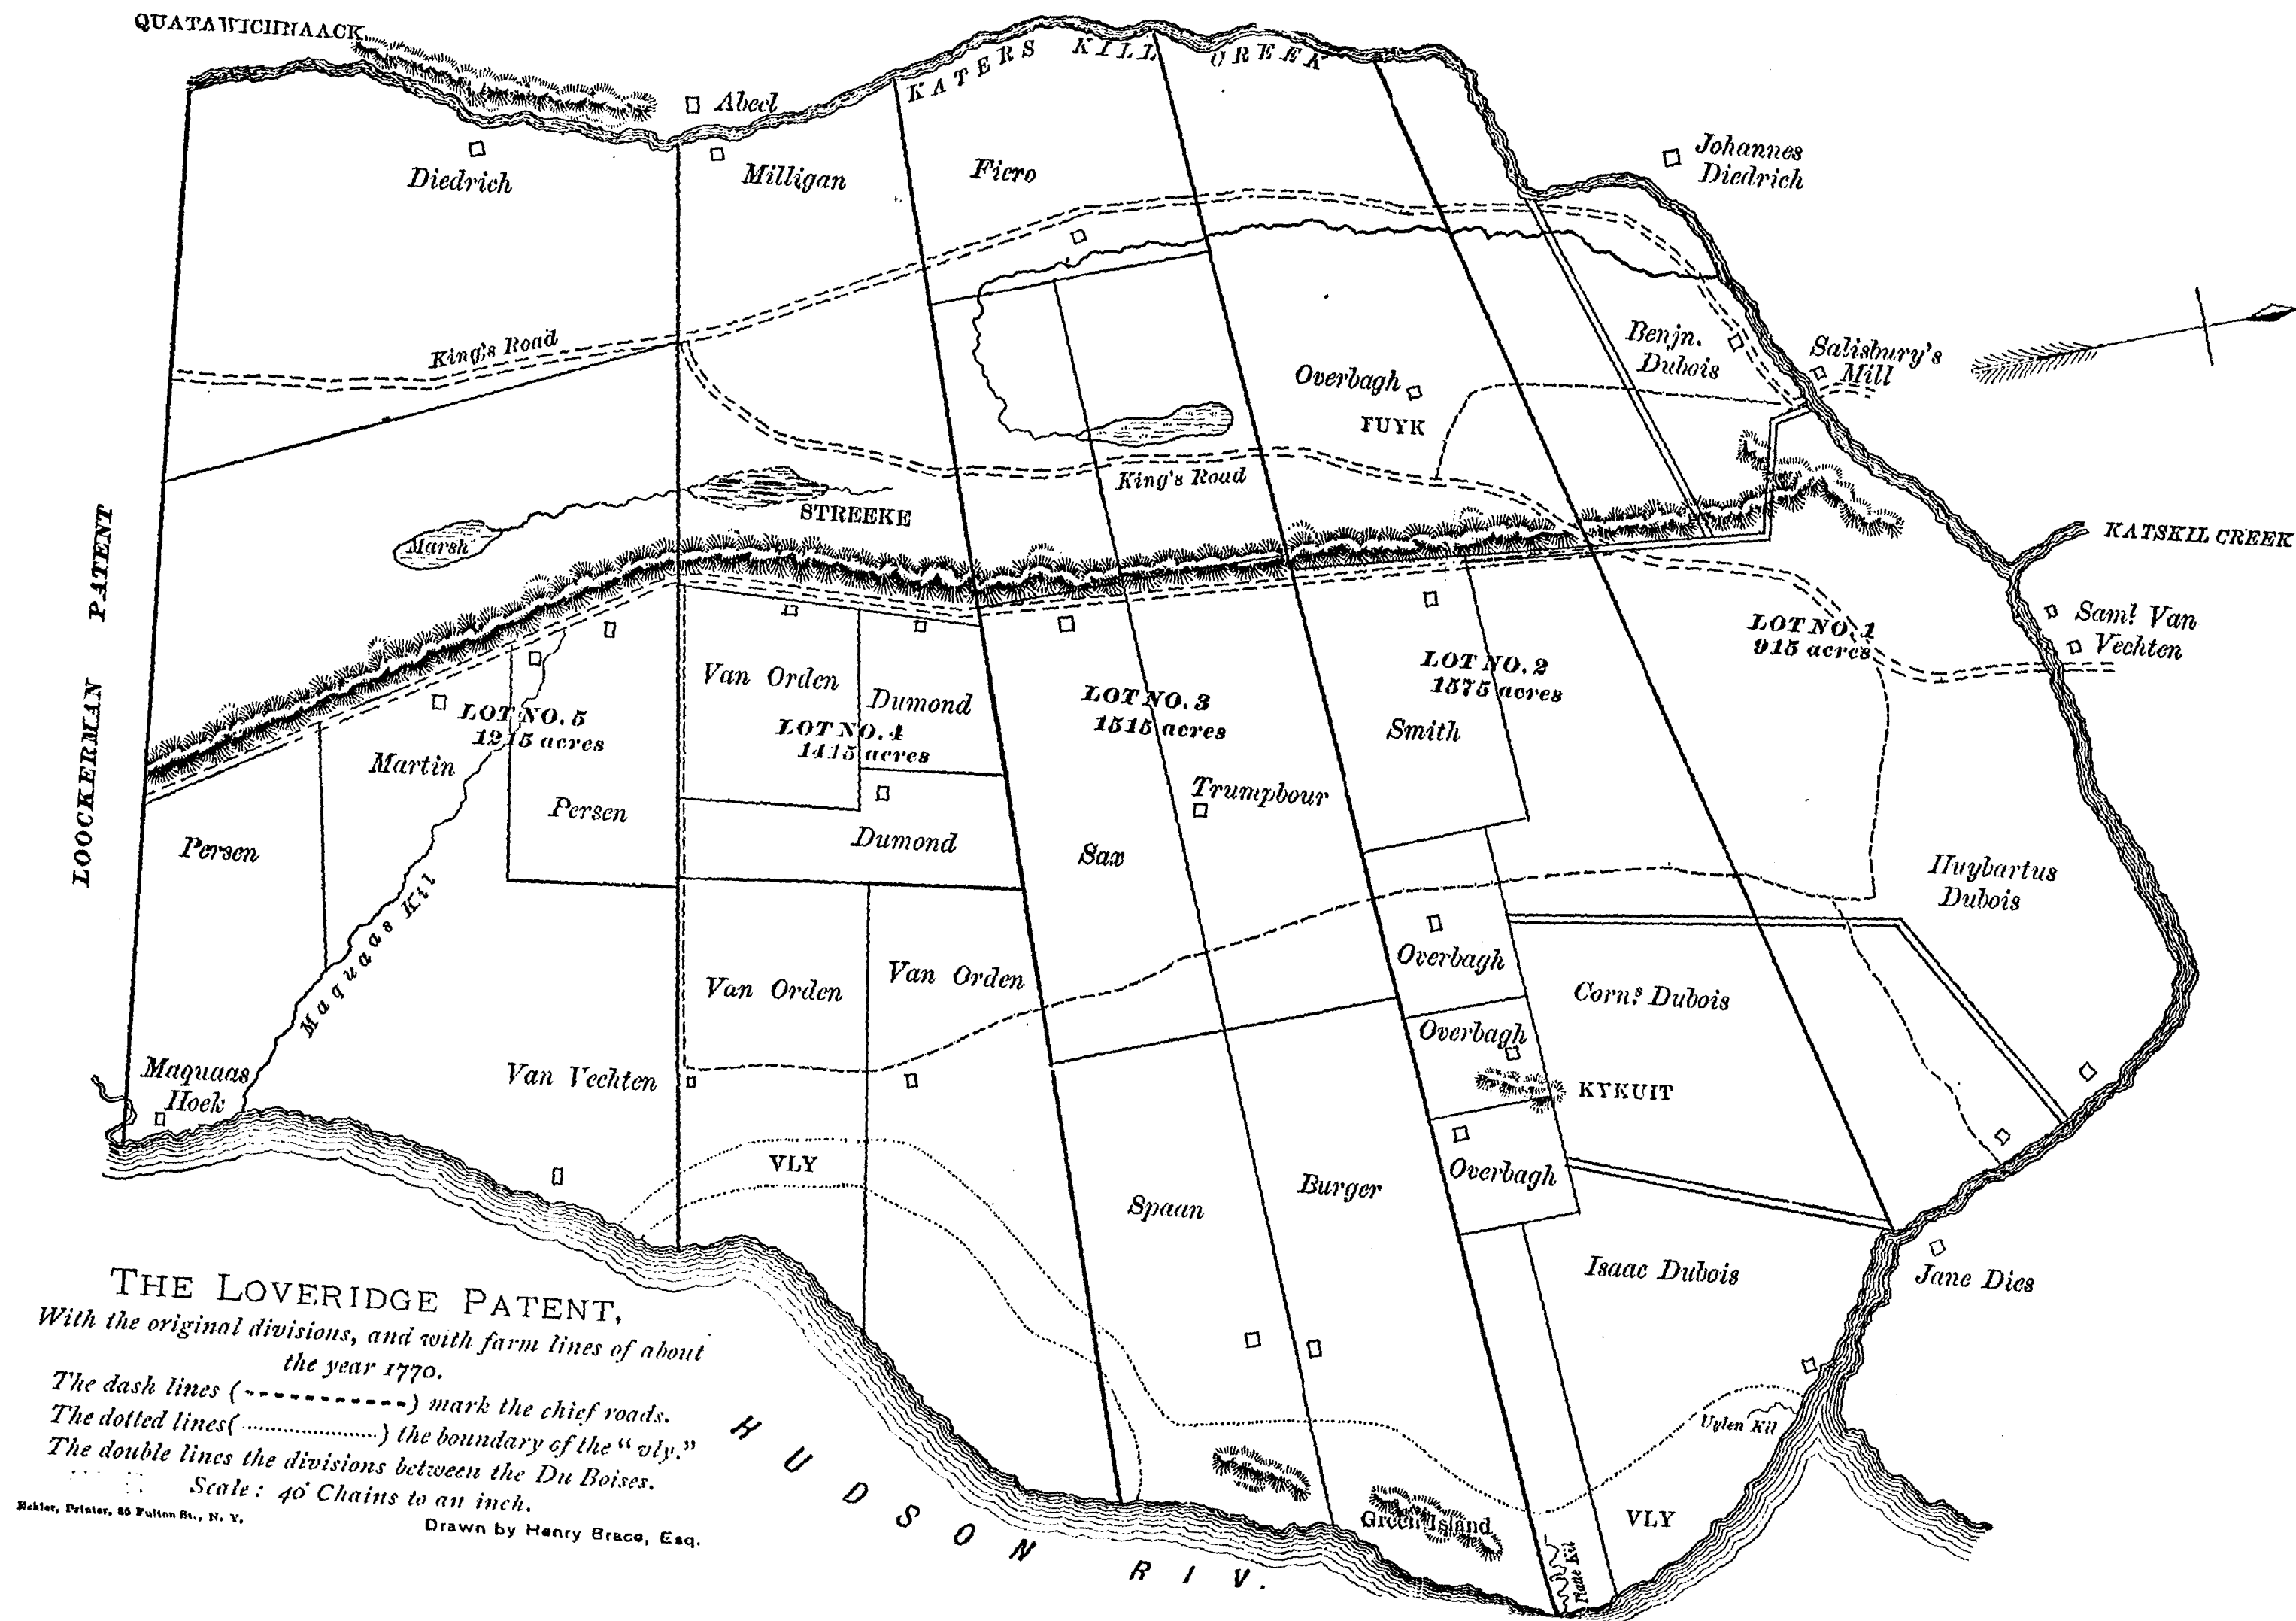 QUATAWICHNAACK.
KATERS KILL CREEK
Abeel
Diedrich
Milligan
Fiero
Johannes
Diedrich
King's Road
Benjn.
Dubois
Salisbury's
Mill
Overbagh
FUYK
King's Road
STREEKE
Marsh
KATSKIL CREEK
LOOCKERMAN PATENT
Saml. Van
Vechten
LOT NO. 1
915 acres
LOT NO. 2
1575 acres
LOT NO. 3
1515 acres
LOT NO. 4
1415 acres
LOT NO. 5
1215 acres
Van Orden
Dumond
Smith
Martin
Persen
Trumpbour
Persen
Dumond
Sax
Huybartus
Dubois
Maquaas Kil
Overbagh
Van Orden
Van Orden
Corns. Dubois
Overbagh
Maquaas
Hoek
Van Vechten
KYKUIT
VLY
Overbagh
Spaan
Burger
Isaac Dubois
Jane Dies
Uylen Kil
VLY
Green Island
Platte Kil
HUDSON RIV.
THE LOVERIDGE PATENT,
With the original divisions, and with farm lines of about
the year 1770.
The dash lines (------------) mark the chief roads.
The dotted lines(......................) the boundary of the "vly."
The double lines the divisions between the Du Boises.
Scale: 40 Chains to an inch.
Printer, 25 Fulton St., N. Y.
Drawn by Henry Brace, Esq.